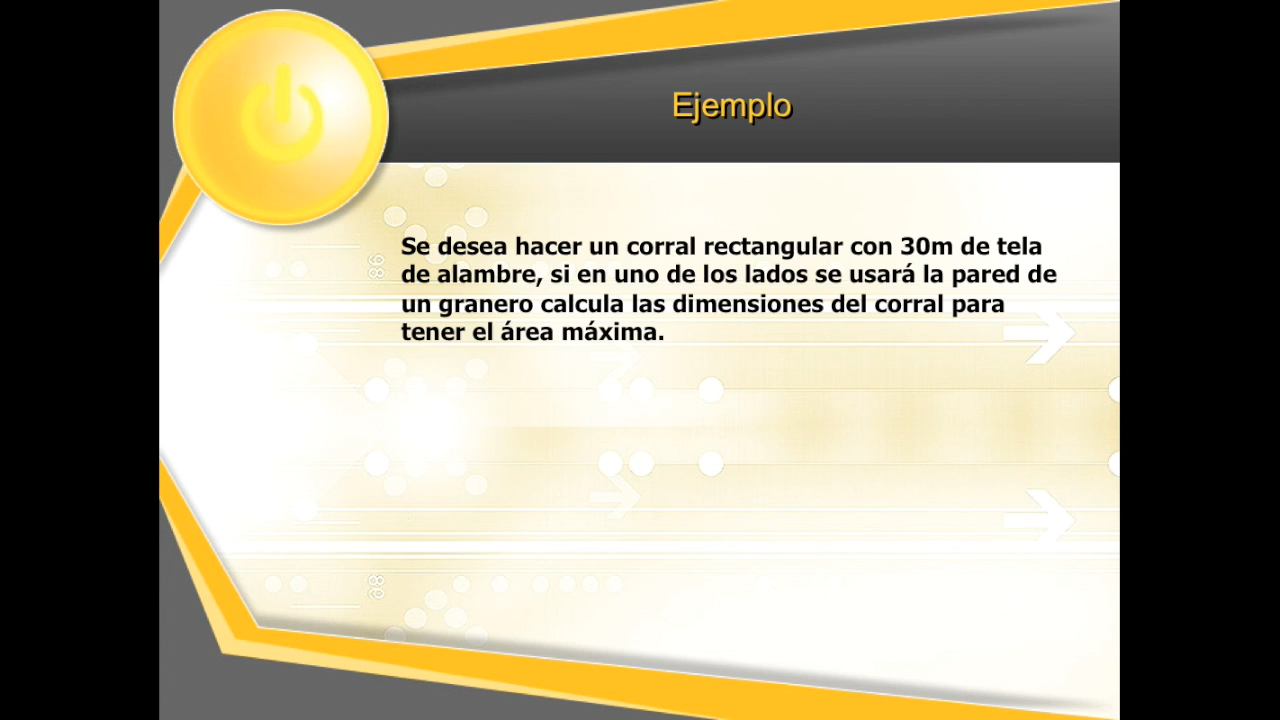 Ejemplo
Se desea hacer un corral rectangular con 30m de tela
de alambre, si en uno de los lados se usará la pared de
un granero calcula las dimensiones del corral para
tener el área máxima.